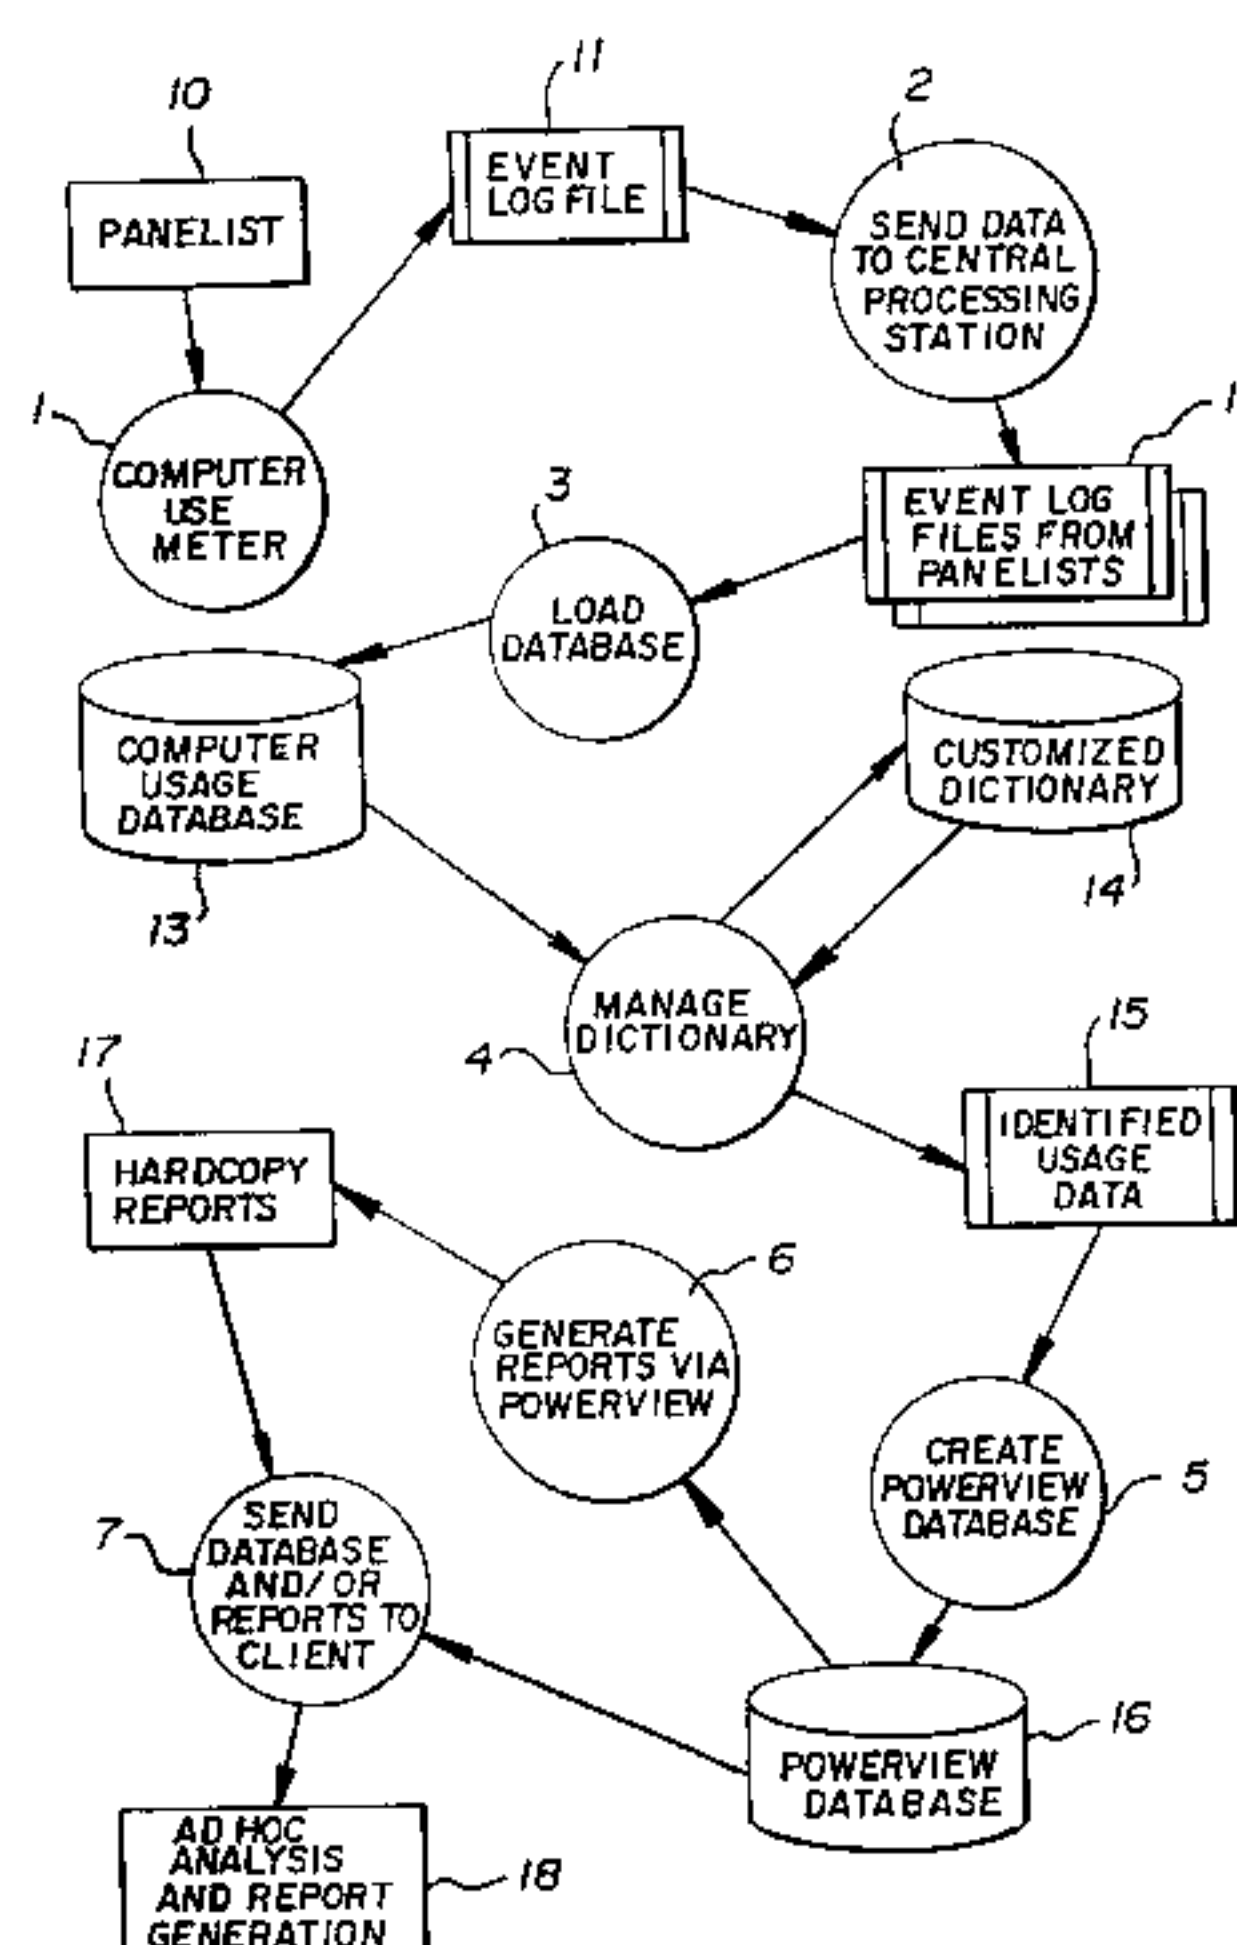 10
11
2
PANELIST
EVENT
LOG FILE
SEND DATA
TO CENTRAL
PROCESSING
STATION
1
COMPUTER
USE
METER
3
LOAD
DATABASE
1
EVENT LOG
FILES FROM
PANELISTS
COMPUTER
USAGE
DATABASE
13
CUSTOMIZED
DICTIONARY
14
MANAGE
DICTIONARY
4
15
IDENTIFIED
USAGE
DATA
17
HARDCOPY
REPORTS
6
GENERATE
REPORTS VIA
POWERVIEW
CREATE
POWERVIEW
DATABASE
5
7
SEND
DATABASE
AND/OR
REPORTS TO
CLIENT
16
POWERVIEW
DATABASE
AD HOC
ANALYSIS
AND REPORT
GENERATION
18